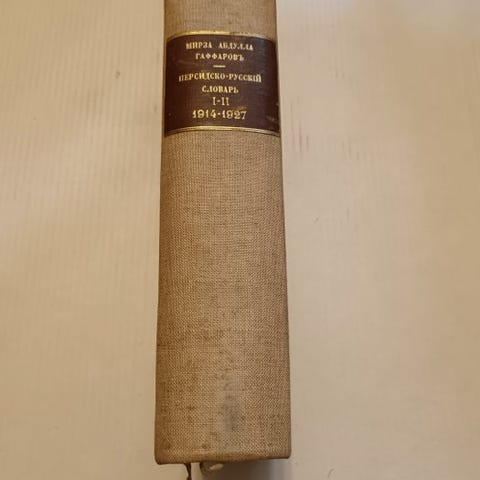 МИРЗА АБДУЛЛА
ГАФФАРОВЪ
ПЕРСИДСКО-РУССКІЙ
СЛОВАРЬ
I-II
1914-1927